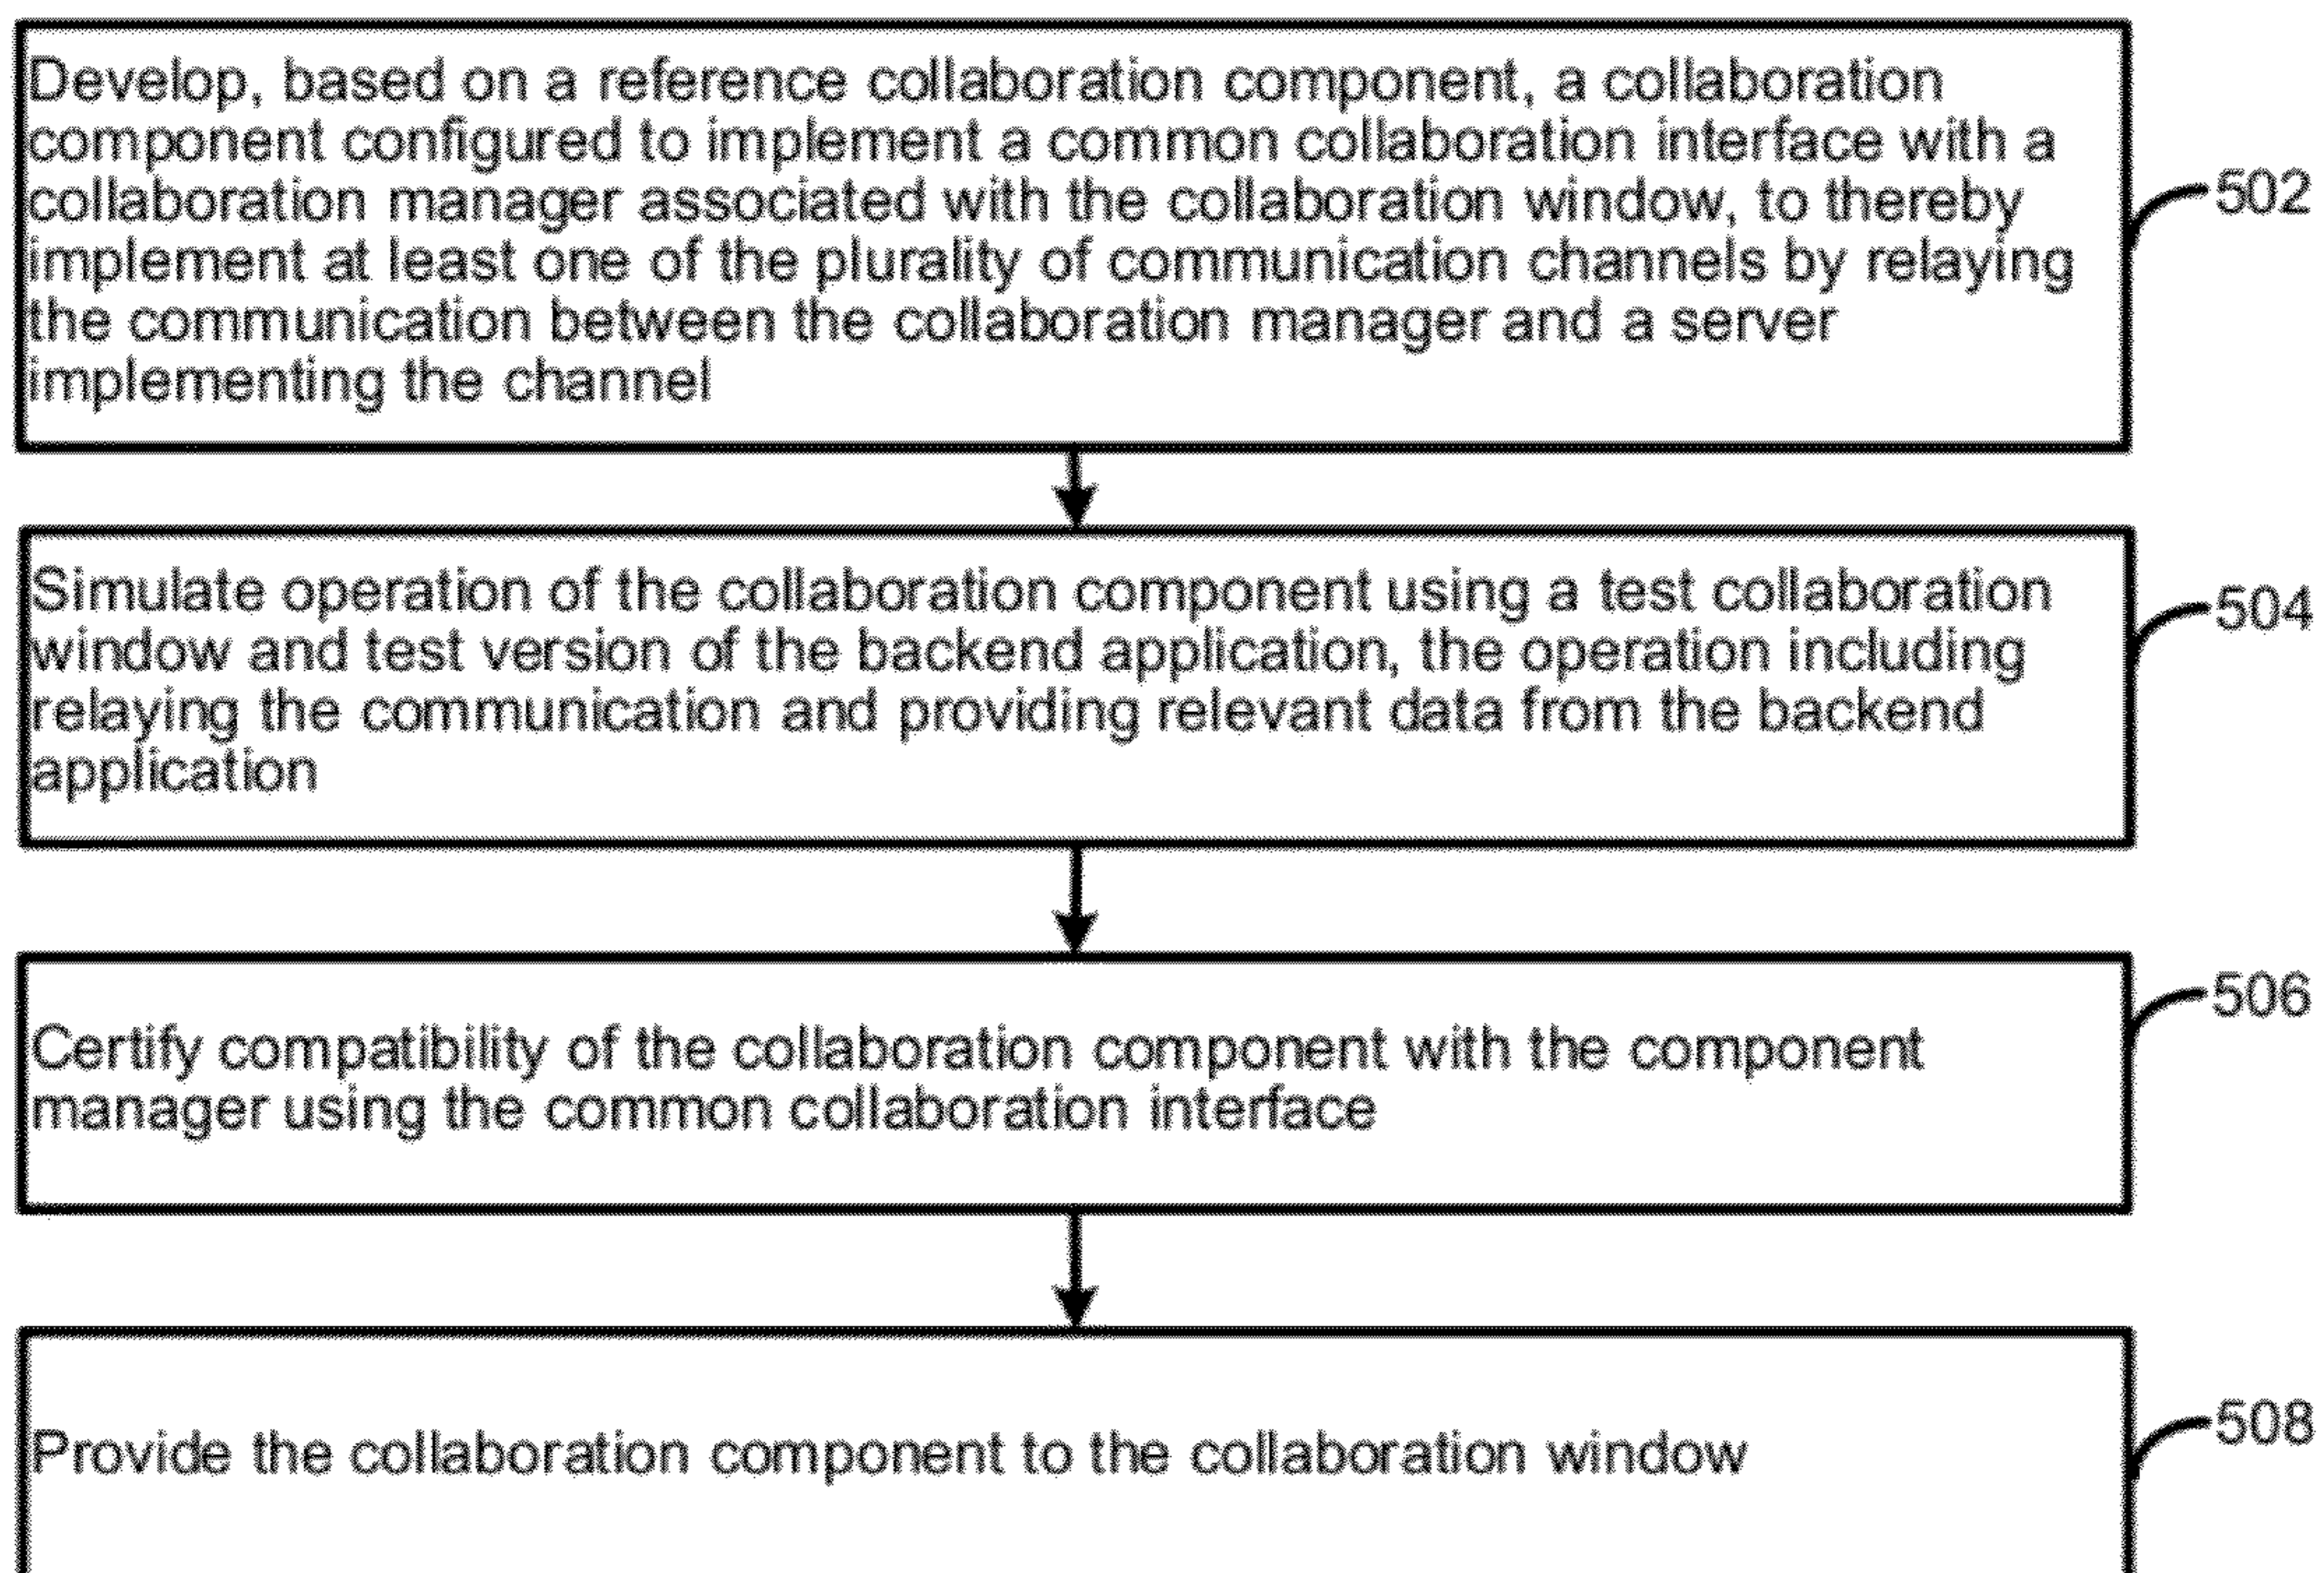 Develop, based on a reference collaboration component, a collaboration
component configured to implement a common collaboration interface with a
collaboration manager associated with the collaboration window, to thereby
implement at least one of the plurality of communication channels by relaying
the communication between the collaboration manager and a server
implementing the channel
502
Simulate operation of the collaboration component using a test collaboration
window and test version of the backend application, the operation including
relaying the communication and providing relevant data from the backend
application
504
Certify compatibility of the collaboration component with the component
manager using the common collaboration interface
506
Provide the collaboration component to the collaboration window
508